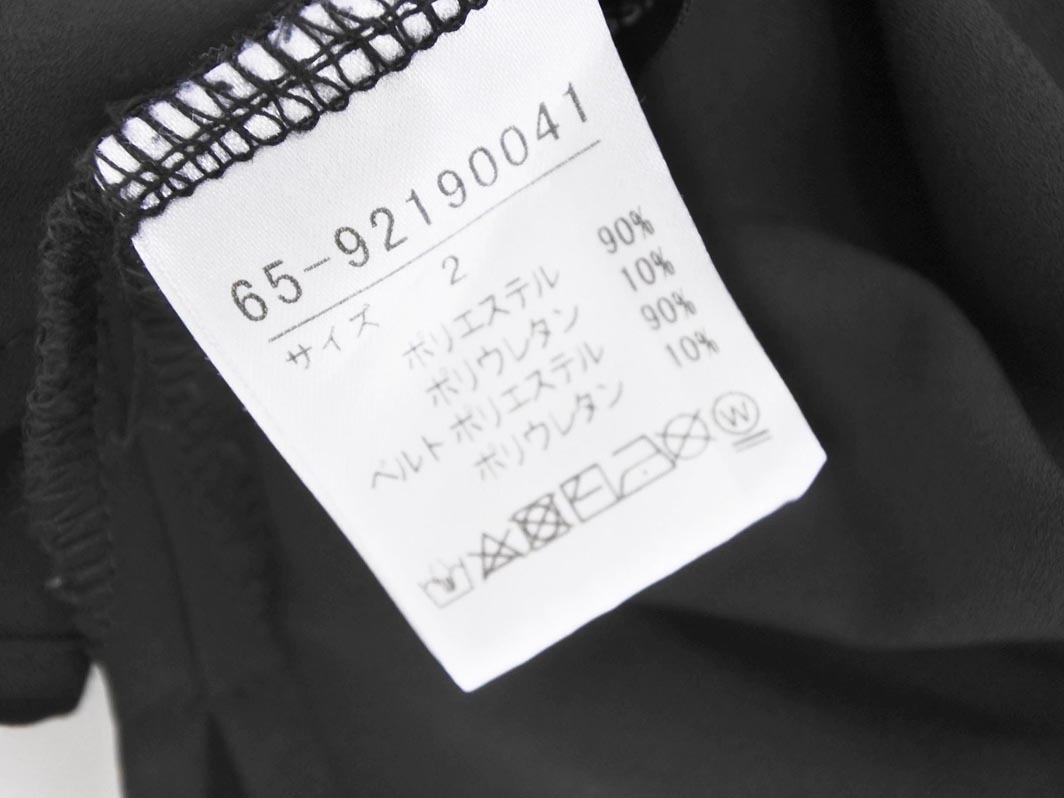 65-92190041
サイズ 2
ポリエステル 90%
ポリウレタン 10%
ベルト ポリエステル 90%
ポリウレタン 10%
W